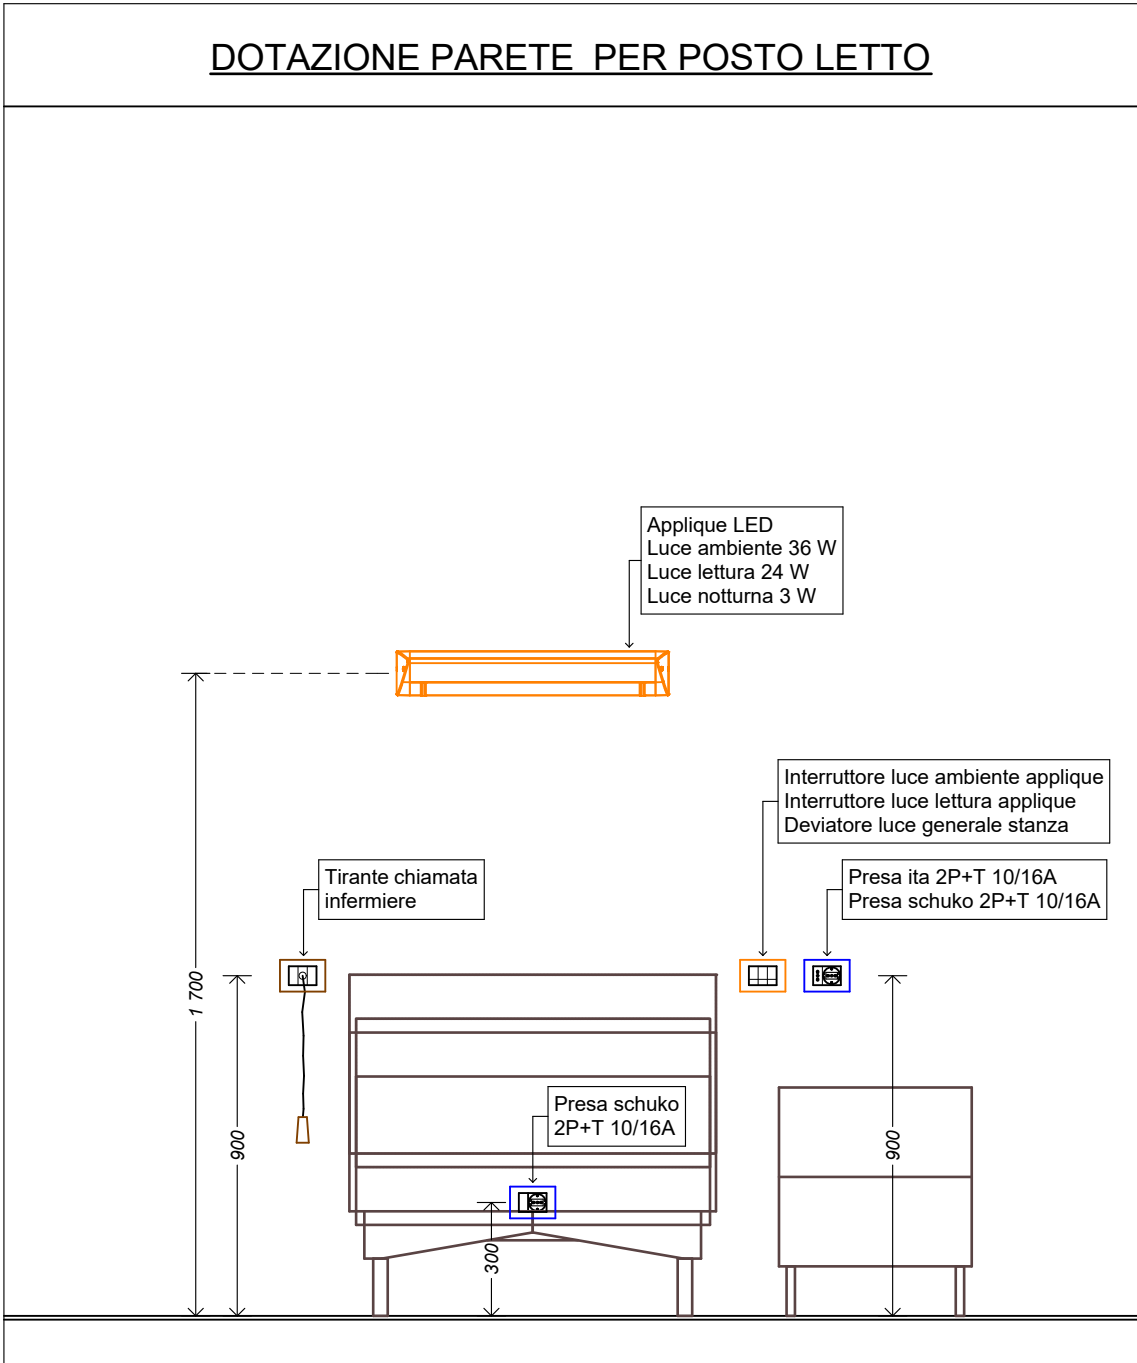 DOTAZIONE PARETE PER POSTO LETTO
Applique LED
Luce ambiente 36 W
Luce lettura 24 W
Luce notturna 3 W
Interruttore luce ambiente applique
Interruttore luce lettura applique
Deviatore luce generale stanza
Tirante chiamata
infermiere
Presa ita 2P+T 10/16A
Presa schuko 2P+T 10/16A
1 700
900
Presa schuko
2P+T 10/16A
900
300